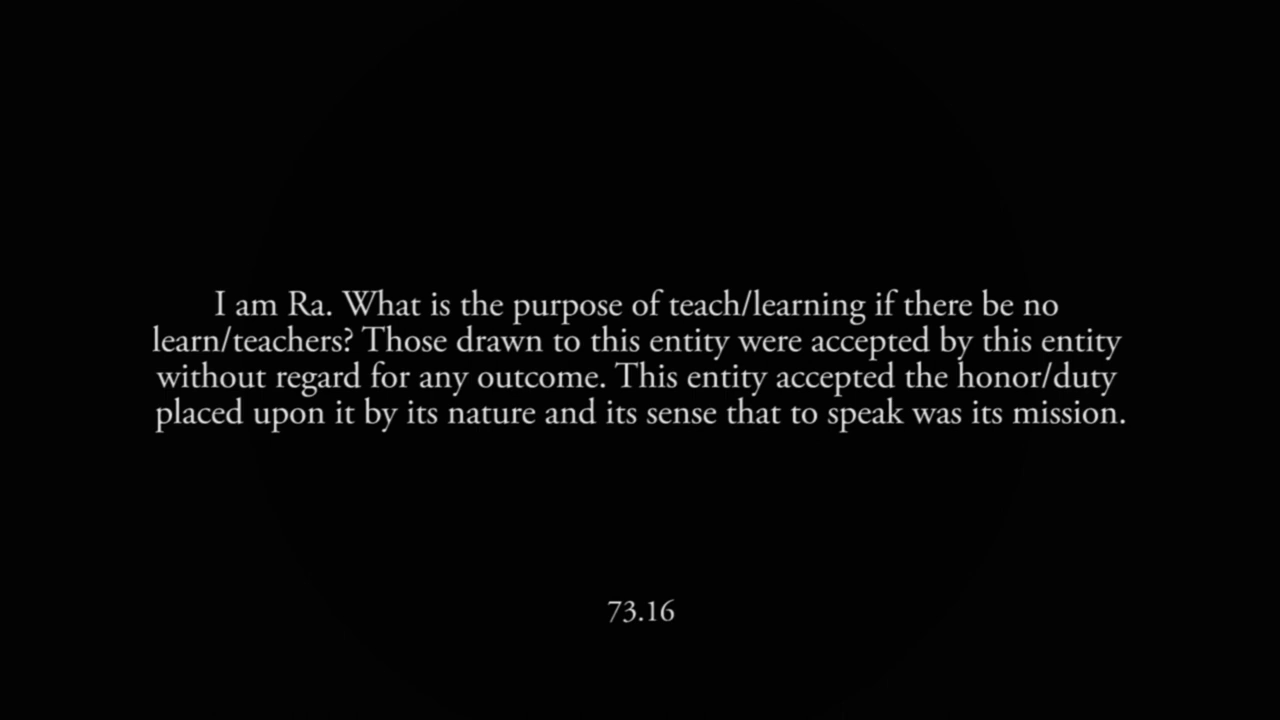 I am Ra. What is the purpose of teach/learning if there be no
learn/teachers? Those drawn to this entity were accepted by this entity
without regard for any outcome. This entity accepted the honor/duty
placed upon it by its nature and its sense that to speak was its mission.
73.16